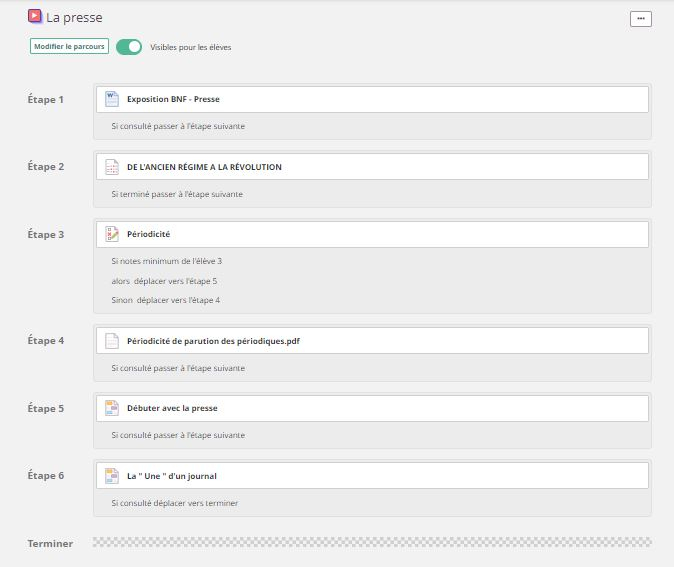 La presse
Modifier le parcours Visibles pour les élèves
Étape 1 Exposition BNF - Presse
Si consulté passer à l'étape suivante
Étape 2 DE L'ANCIEN RÉGIME A LA RÉVOLUTION
Si terminé passer à l'étape suivante
Étape 3 Périodicité
Si notes minimum de l'élève 3
alors déplacer vers l'étape 5
Sinon déplacer vers l'étape 4
Étape 4 Périodicité de parution des périodiques.pdf
Si consulté passer à l'étape suivante
Étape 5 Débuter avec la presse
Si consulté passer à l'étape suivante
Étape 6 La " Une " d'un journal
Si consulté déplacer vers terminer
Terminer